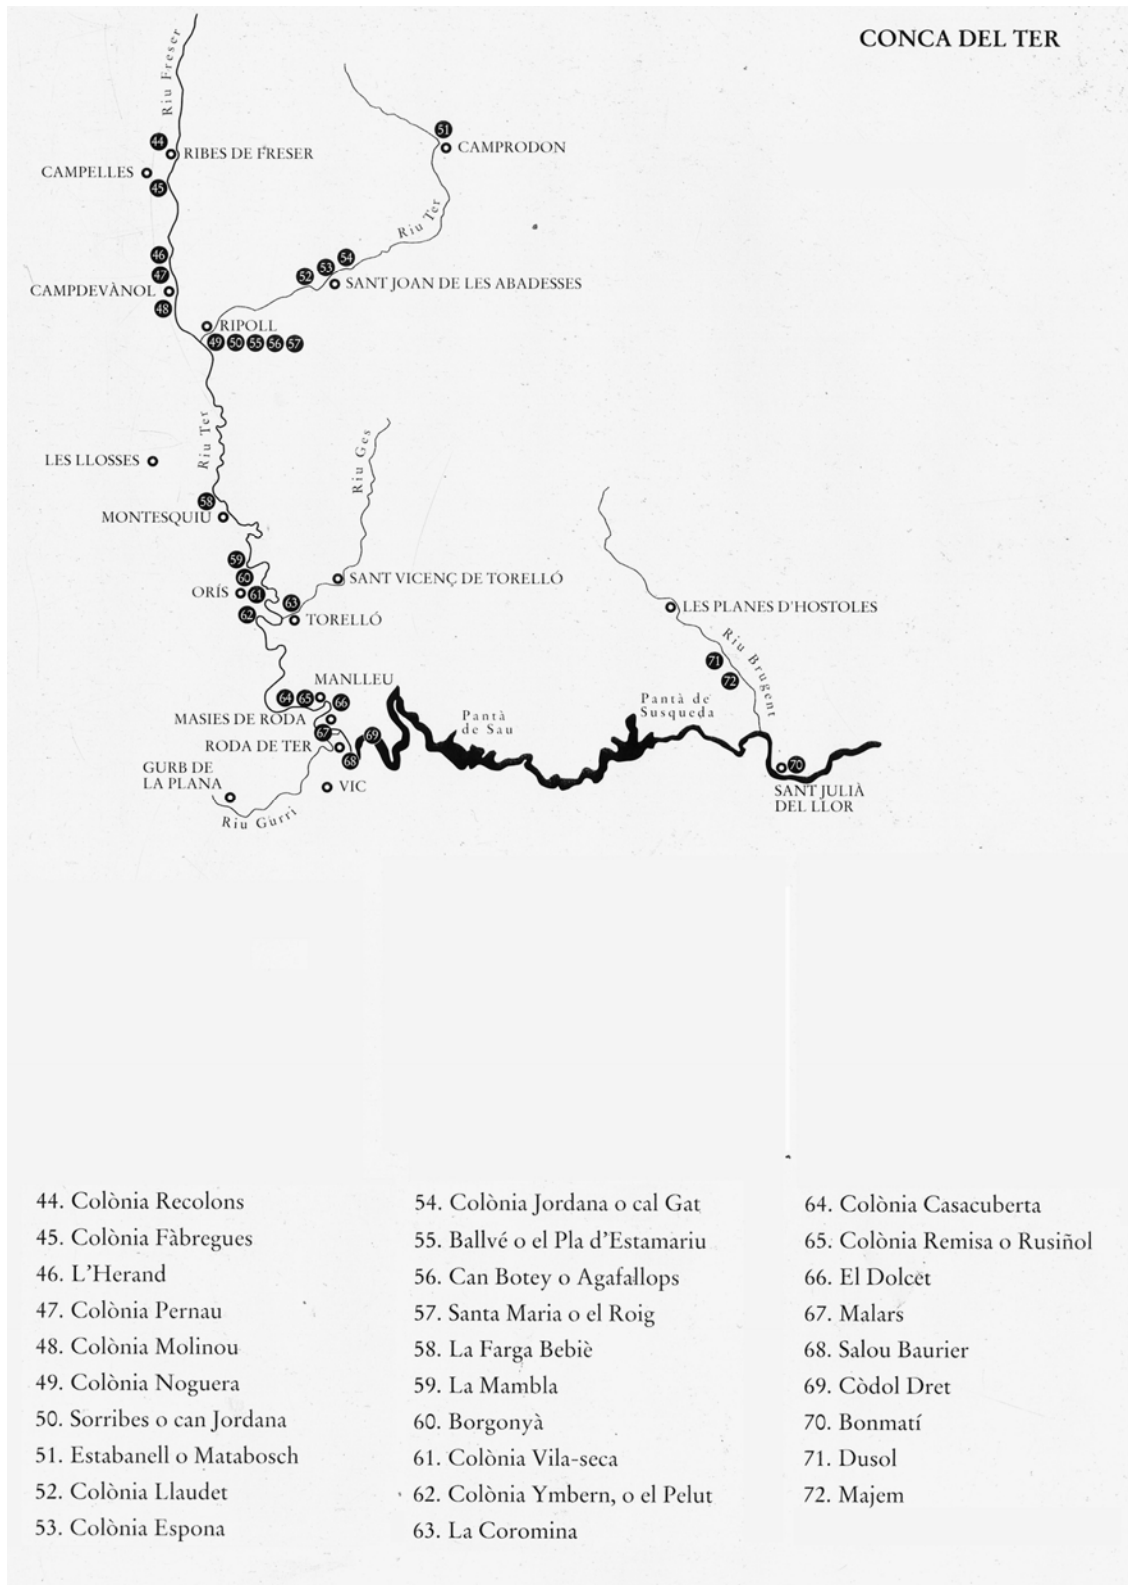 CONCA DEL TER
Riu Freser
44
RIBES DE FRESER
51
CAMPRODON
CAMPELLES
45
Riu Ter
46
47
CAMPDEVÀNOL
48
52 53 54
SANT JOAN DE LES ABADESSES
RIPOLL
49 50 55 56 57
Riu Ter
Riu Ges
LES LLOSSES
58
MONTESQUIU
59
60
ORÍS
61
62
63
SANT VICENÇ DE TORELLÓ
TORELLÓ
LES PLANES D'HOSTOLES
Riu Brugent
71
72
MANLLEU
64 65 66
MASIES DE RODA
67
RODA DE TER
68
69
Pantà
de Sau
Pantà de
Susqueda
GURB DE
LA PLANA
VIC
Riu Gurri
70
SANT JULIÀ
DEL LLOR
44. Colònia Recolons
45. Colònia Fàbregues
46. L'Herand
47. Colònia Pernau
48. Colònia Molinou
49. Colònia Noguera
50. Sorribes o can Jordana
51. Estabanell o Matabosch
52. Colònia Llaudet
53. Colònia Espona
54. Colònia Jordana o cal Gat
55. Ballvé o el Pla d'Estamariu
56. Can Botey o Agafallops
57. Santa Maria o el Roig
58. La Farga Bebiè
59. La Mambla
60. Borgonyà
61. Colònia Vila-seca
62. Colònia Ymbern, o el Pelut
63. La Coromina
64. Colònia Casacuberta
65. Colònia Remisa o Rusiñol
66. El Dolcet
67. Malars
68. Salou Baurier
69. Còdol Dret
70. Bonmatí
71. Dusol
72. Majem